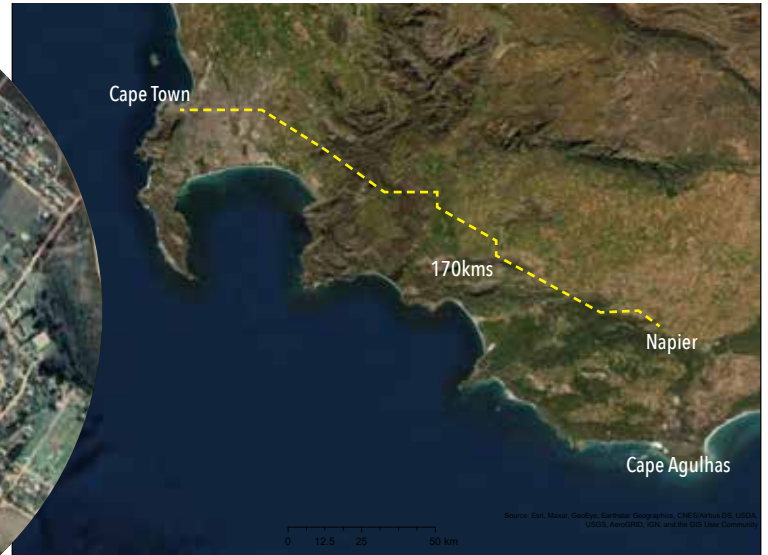 Cape Town
170kms
Napier
Cape Agulhas
Source: Esri, Maxar, GeoEye, Earthstar Geographics, CNES/Airbus DS, USDA,
USGS, AeroGRID, IGN, and the GIS User Community
0 12.5 25 50 km